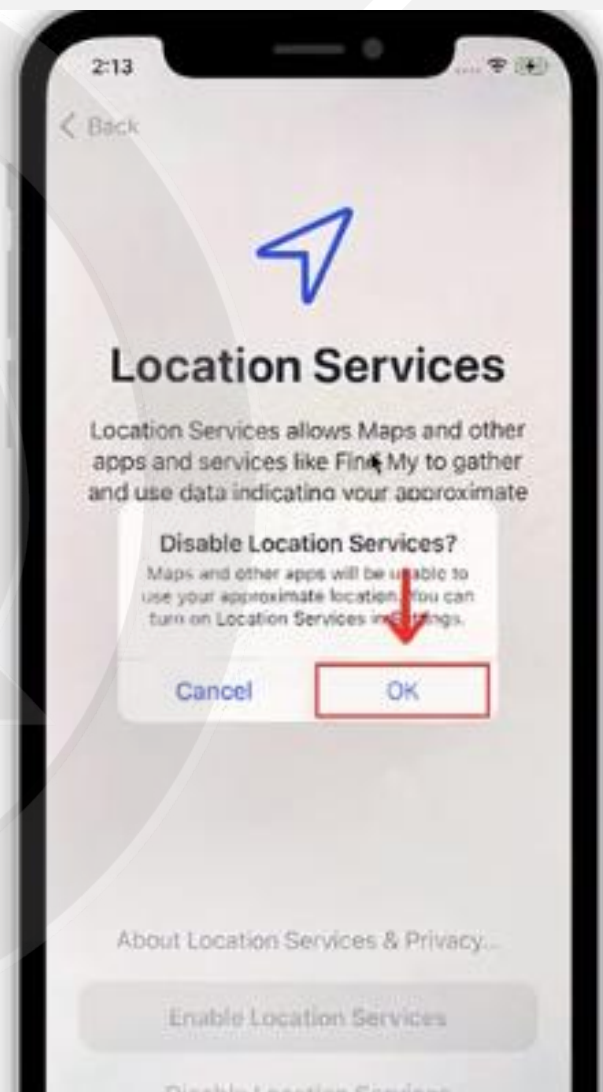 2:13
Back
Location Services
Location Services allows Maps and other
apps and services like Find My to gather
and use data indicating your approximate
Disable Location Services?
Maps and other apps will be unable to
use your approximate location. You can
turn on Location Services in Settings.
Cancel OK
About Location Services & Privacy...
Enable Location Services
Disable Location Services